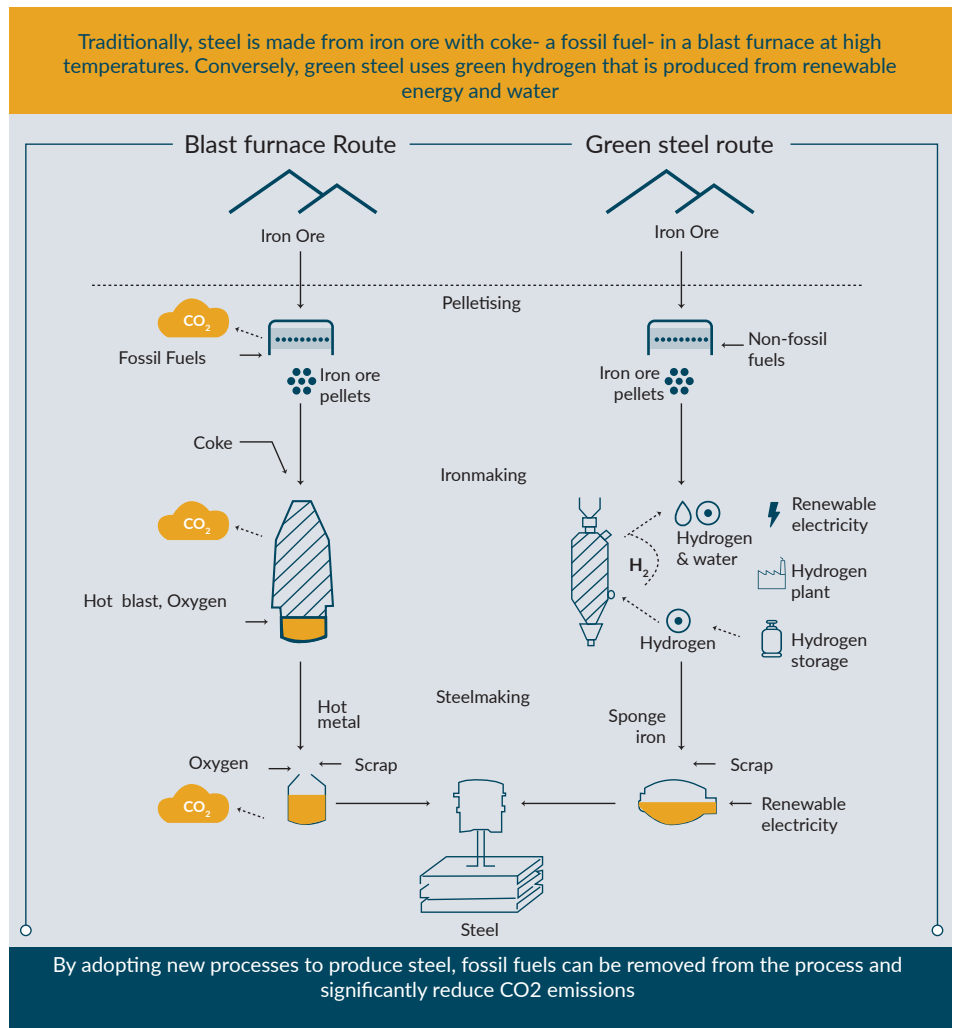 Traditionally, steel is made from iron ore with coke- a fossil fuel- in a blast furnace at high
temperatures. Conversely, green steel uses green hydrogen that is produced from renewable
energy and water
Blast furnace Route
Green steel route
Iron Ore
Iron Ore
Pelletising
CO2
Fossil Fuels
Non-fossil
fuels
Iron ore
pellets
Iron ore
pellets
Coke
Ironmaking
CO2
Hydrogen
& water
Renewable
electricity
H2
Hydrogen
plant
Hot blast, Oxygen
Hydrogen
Hydrogen
storage
Steelmaking
Hot
metal
Sponge
iron
Oxygen
Scrap
Scrap
CO2
Renewable
electricity
Steel
By adopting new processes to produce steel, fossil fuels can be removed from the process and
significantly reduce CO2 emissions